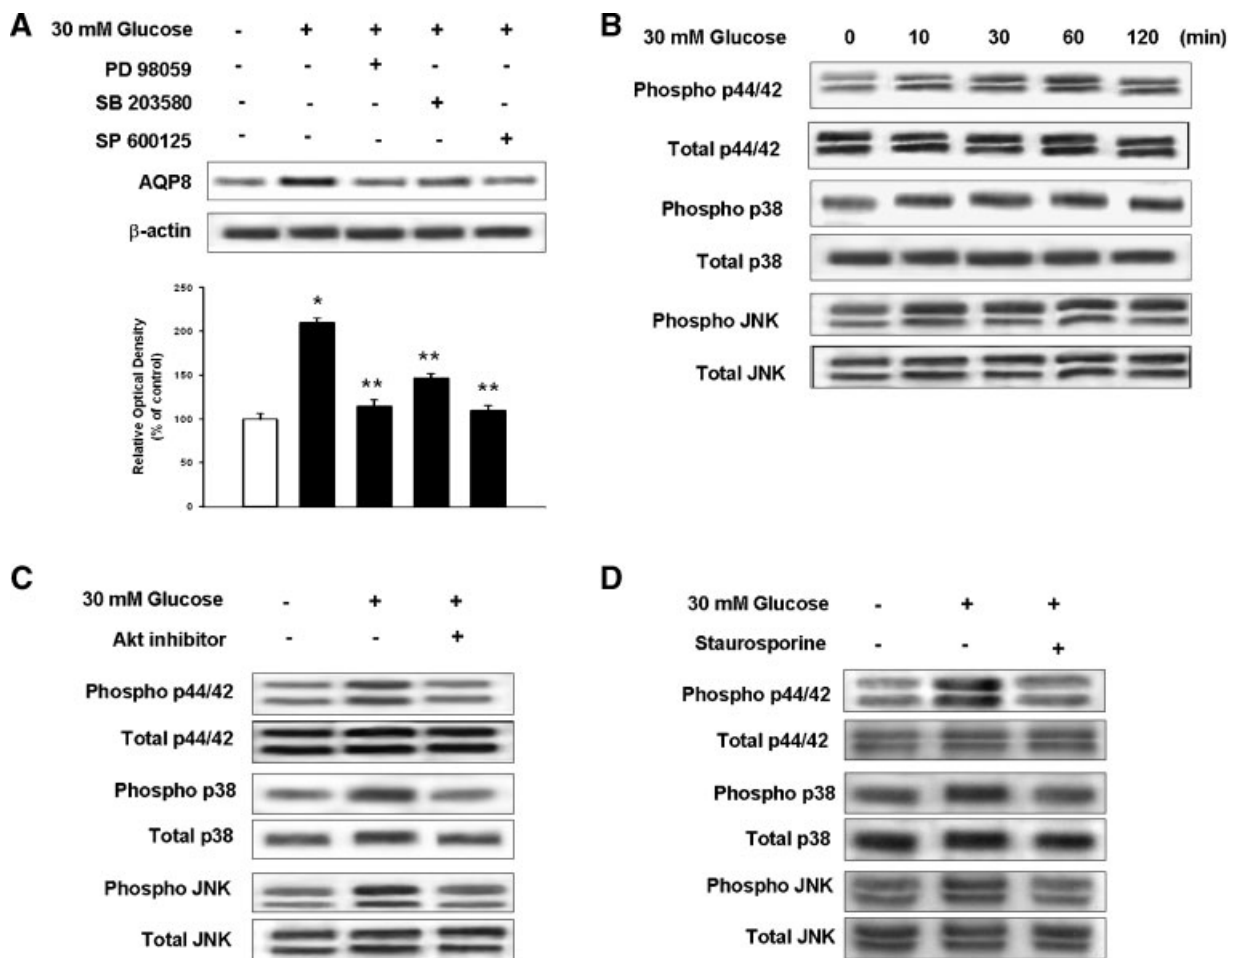 A
30 mM Glucose - + + + +
PD 98059 - - + - -
SB 203580 - - - + -
SP 600125 - - - - +
AQP8
β-actin
Relative Optical Density
(% of control)
250
200
150
100
50
0
* ** ** **
B
30 mM Glucose 0 10 30 60 120 (min)
Phospho p44/42
Total p44/42
Phospho p38
Total p38
Phospho JNK
Total JNK
C
30 mM Glucose - + +
Akt inhibitor - - +
Phospho p44/42
Total p44/42
Phospho p38
Total p38
Phospho JNK
Total JNK
D
30 mM Glucose - + +
Staurosporine - - +
Phospho p44/42
Total p44/42
Phospho p38
Total p38
Phospho JNK
Total JNK